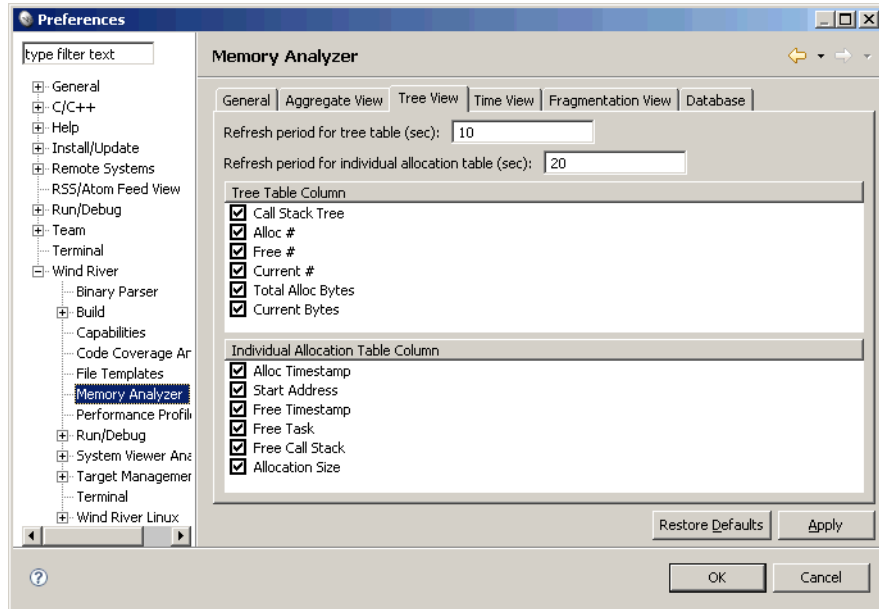 Preferences
type filter text
General
C/C++
Help
Install/Update
Remote Systems
RSS/Atom Feed View
Run/Debug
Team
Terminal
Wind River
Binary Parser
Build
Capabilities
Code Coverage Ar
File Templates
Memory Analyzer
Performance Profil
Run/Debug
System Viewer Ana
Target Managemer
Terminal
Wind River Linux
Memory Analyzer
General Aggregate View Tree View Time View Fragmentation View Database
Refresh period for tree table (sec): 10
Refresh period for individual allocation table (sec): 20
Tree Table Column
Call Stack Tree
Alloc #
Free #
Current #
Total Alloc Bytes
Current Bytes
Individual Allocation Table Column
Alloc Timestamp
Start Address
Free Timestamp
Free Task
Free Call Stack
Allocation Size
Restore Defaults Apply
? OK Cancel